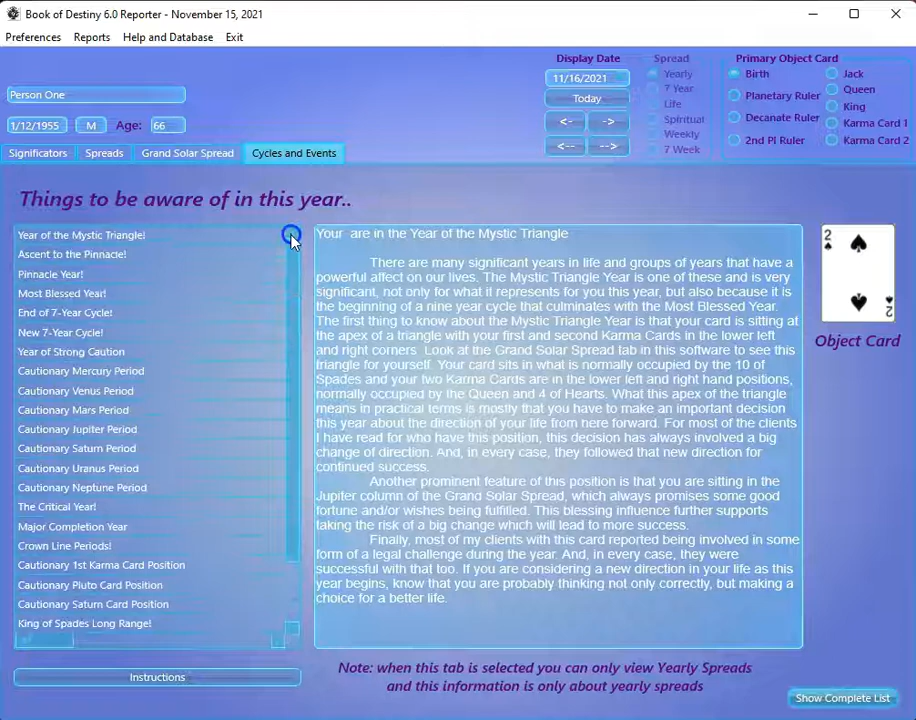 Book of Destiny 6.0 Reporter - November 15, 2021
Preferences Reports Help and Database Exit
Display Date
Spread
Primary Object Card
Person One
11/16/2021
Today
<- ->
<-- -->
Yearly
7 Year
Life
Spiritual
Weekly
7 Week
Birth
Planetary Ruler
Decanate Ruler
2nd Pl Ruler
Jack
Queen
King
Karma Card 1
Karma Card 2
1/12/1955 M Age: 66
Significators Spreads Grand Solar Spread Cycles and Events
Things to be aware of in this year..
Year of the Mystic Triangle!
Ascent to the Pinnacle!
Pinnacle Year!
Most Blessed Year!
End of 7-Year Cycle!
New 7-Year Cycle!
Year of Strong Caution
Cautionary Mercury Period
Cautionary Venus Period
Cautionary Mars Period
Cautionary Jupiter Period
Cautionary Saturn Period
Cautionary Uranus Period
Cautionary Neptune Period
The Critical Year!
Major Completion Year
Crown Line Periods!
Cautionary 1st Karma Card Position
Cautionary Pluto Card Position
Cautionary Saturn Card Position
King of Spades Long Range!
Instructions
Your are in the Year of the Mystic Triangle
There are many significant years in life and groups of years that have a
powerful affect on our lives. The Mystic Triangle Year is one of these and is very
significant, not only for what it represents for you this year, but also because it is
the beginning of a nine year cycle that culminates with the Most Blessed Year.
The first thing to know about the Mystic Triangle Year is that your card is sitting at
the apex of a triangle with your first and second Karma Cards in the lower left
and right corners. Look at the Grand Solar Spread tab in this software to see this
triangle for yourself. Your card sits in what is normally occupied by the 10 of
Spades and your two Karma Cards are in the lower left and right hand positions,
normally occupied by the Queen and 4 of Hearts. What this apex of the triangle
means in practical terms is mostly that you have to make an important decision
this year about the direction of your life from here forward. For most of the clients
I have read for who have this position, this decision has always involved a big
change of direction. And, in every case, they followed that new direction for
continued success.
Another prominent feature of this position is that you are sitting in the
Jupiter column of the Grand Solar Spread, which always promises some good
fortune and/or wishes being fulfilled. This blessing influence further supports
taking the risk of a big change which will lead to more success.
Finally, most of my clients with this card reported being involved in some
form of a legal challenge during the year. And, in every case, they were
successful with that too. If you are considering a new direction in your life as this
year begins, know that you are probably thinking not only correctly, but making a
choice for a better life.
2
2
Object Card
Note: when this tab is selected you can only view Yearly Spreads
and this information is only about yearly spreads
Show Complete List